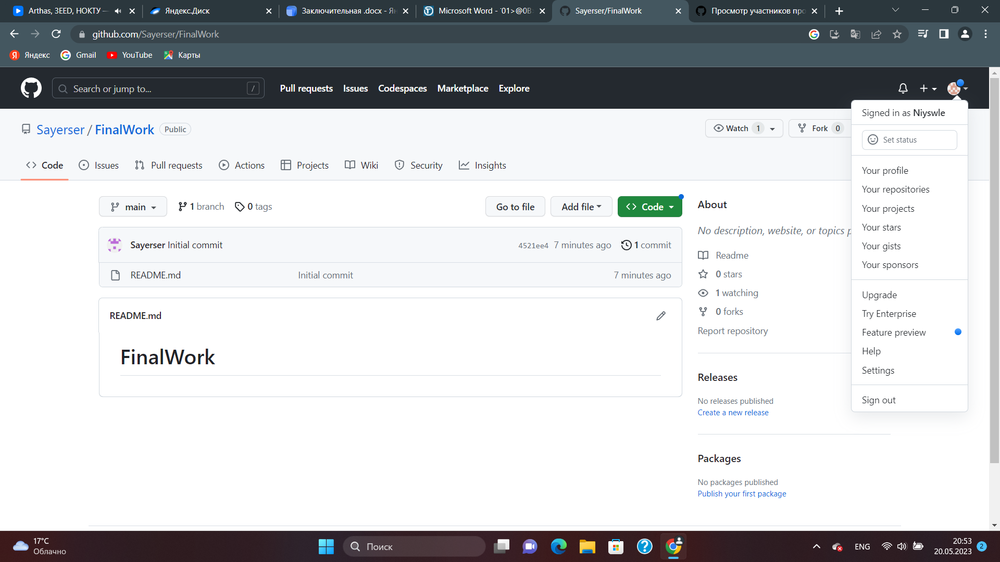 Arthas, 3EED, НОКТУ —
Яндекс.Диск
Заключительная .docx - Ян
Microsoft Word - '01>@0B
Sayerser/FinalWork
Просмотр участников про
github.com/Sayerser/FinalWork
Яндекс
Gmail
YouTube
Карты
Search or jump to...
/
Pull requests
Issues
Codespaces
Marketplace
Explore
Signed in as Niyswle
Set status
Your profile
Your repositories
Your projects
Your stars
Your gists
Your sponsors
Upgrade
Try Enterprise
Feature preview
Help
Settings
Sign out
Sayerser / FinalWork
Public
Watch 1
Fork 0
Code
Issues
Pull requests
Actions
Projects
Wiki
Security
Insights
main
1 branch
0 tags
Go to file
Add file
Code
Sayerser Initial commit
4521ee4 7 minutes ago
1 commit
README.md
Initial commit
7 minutes ago
README.md
FinalWork
About
No description, website, or topics p
Readme
0 stars
1 watching
0 forks
Report repository
Releases
No releases published
Create a new release
Packages
No packages published
Publish your first package
17°C
Облачно
Поиск
ENG
20:53
20.05.2023
2